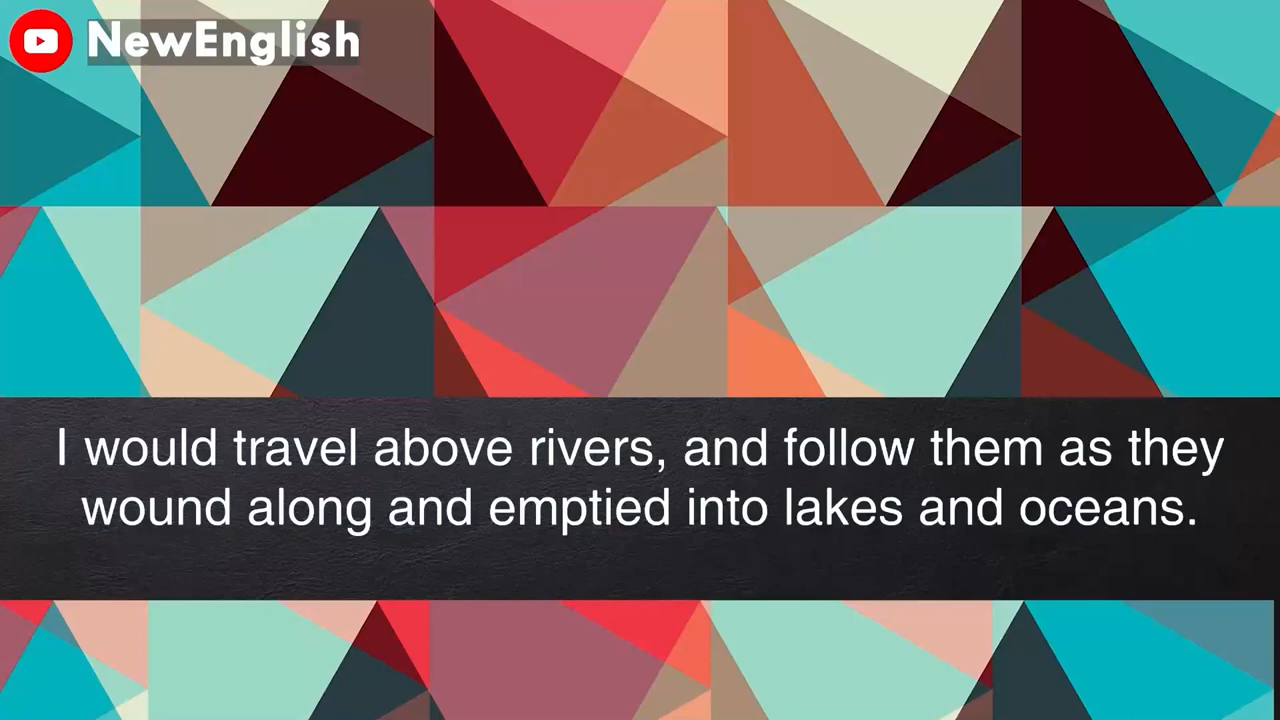 NewEnglish
I would travel above rivers, and follow them as they
wound along and emptied into lakes and oceans.